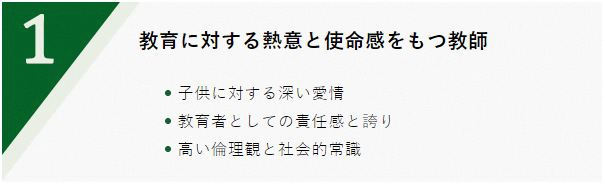 1
教育に対する熱意と使命感をもつ教師
子供に対する深い愛情
教育者としての責任感と誇り
高い倫理観と社会的常識